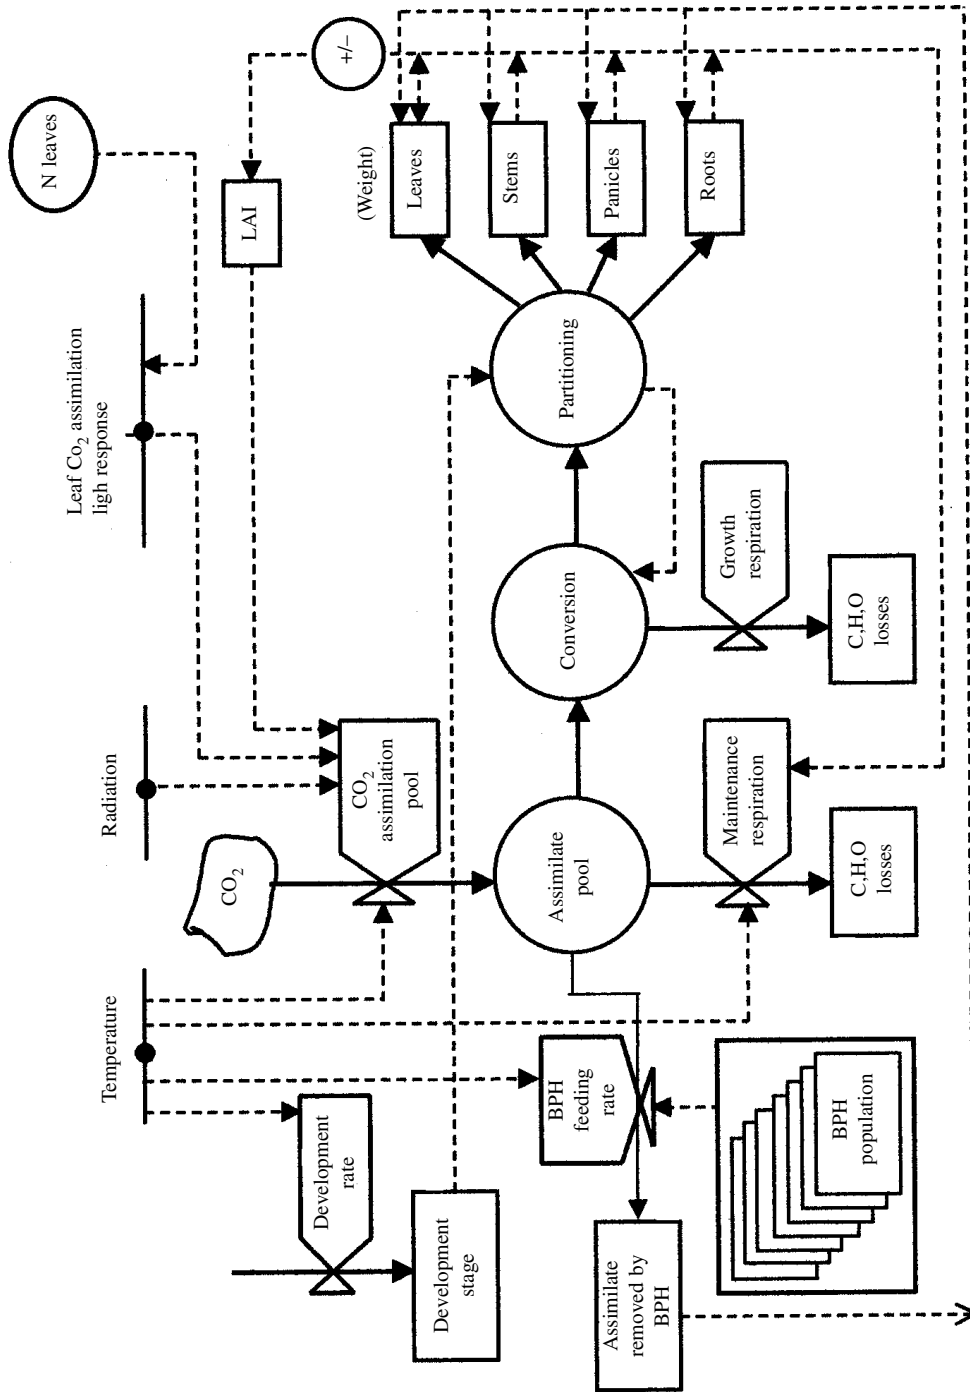 Temperature
Radiation
Leaf Co₂ assimilation
ligh response
N leaves
CO₂
LAI
+/–
Development
rate
CO₂
assimilation
pool
(Weight)
Leaves
Development
stage
Stems
BPH
feeding
rate
Assimilate
pool
Conversion
Partitioning
Panicles
Assimilate
removed by
BPH
Roots
Maintenance
respiration
Growth
respiration
BPH
population
C,H,O
losses
C,H,O
losses